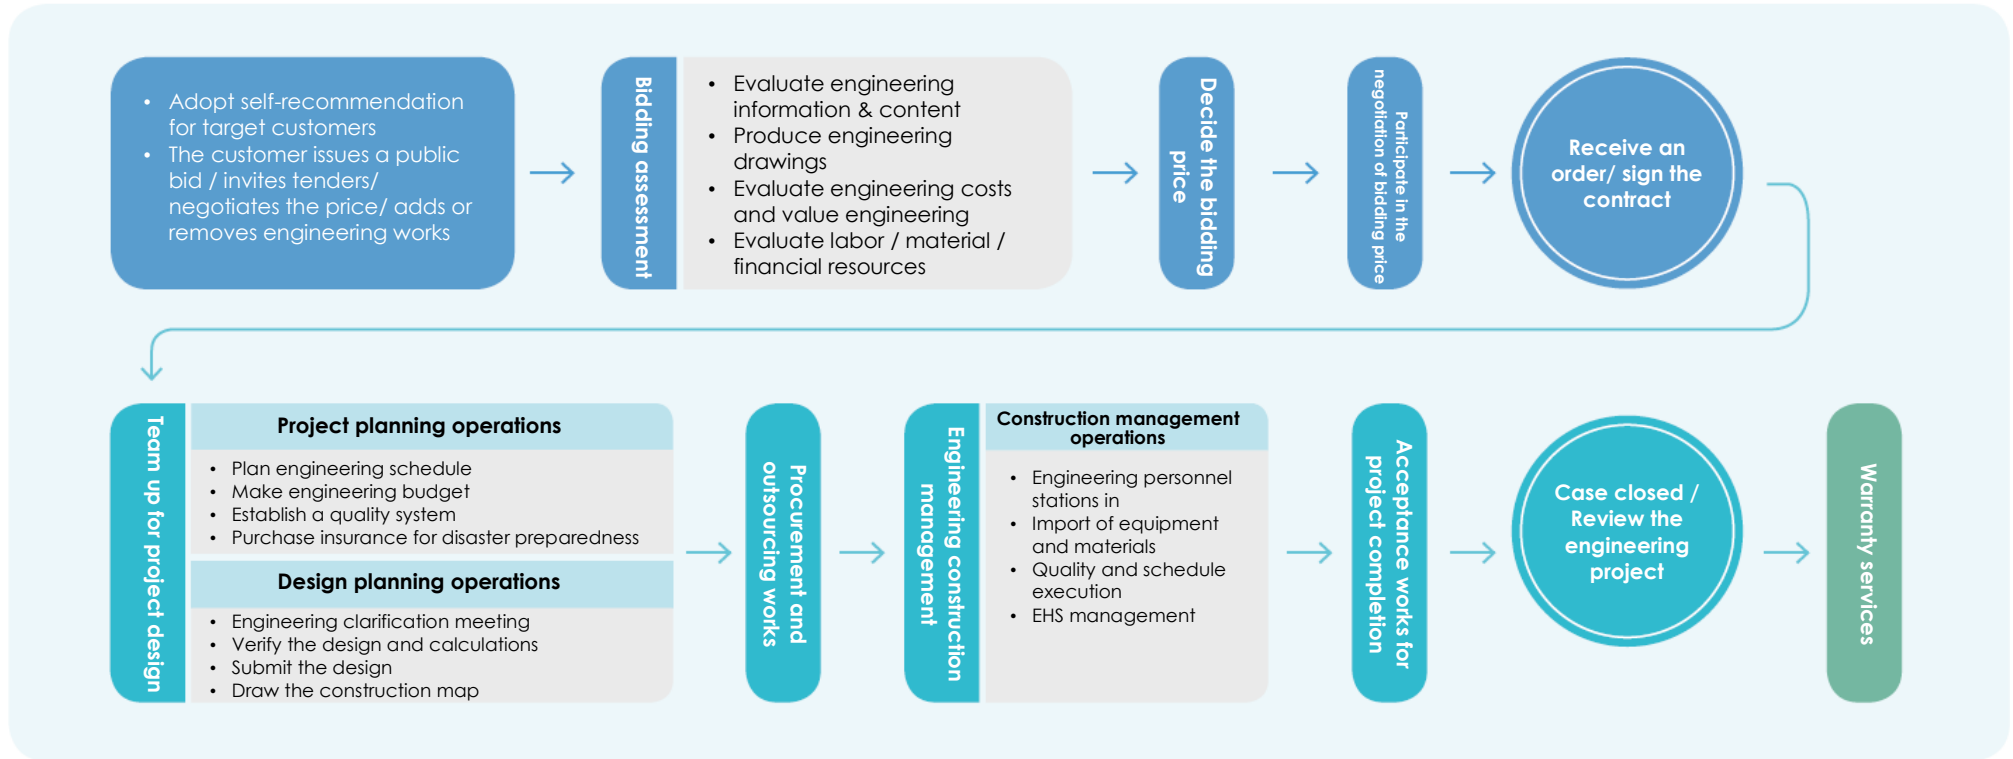 • Adopt self-recommendation
for target customers
• The customer issues a public
bid / invites tenders/
negotiates the price/ adds or
removes engineering works
Bidding assessment
• Evaluate engineering
information & content
• Produce engineering
drawings
• Evaluate engineering costs
and value engineering
• Evaluate labor / material /
financial resources
Decide the bidding
price
Participate in the
negotiation of bidding price
Receive an
order/ sign the
contract
Team up for project design
Project planning operations
• Plan engineering schedule
• Make engineering budget
• Establish a quality system
• Purchase insurance for disaster preparedness
Design planning operations
• Engineering clarification meeting
• Verify the design and calculations
• Submit the design
• Draw the construction map
Procurement and
outsourcing works
Engineering construction
management
Construction management
operations
• Engineering personnel
stations in
• Import of equipment
and materials
• Quality and schedule
execution
• EHS management
Acceptance works for
project completion
Case closed /
Review the
engineering
project
Warranty services